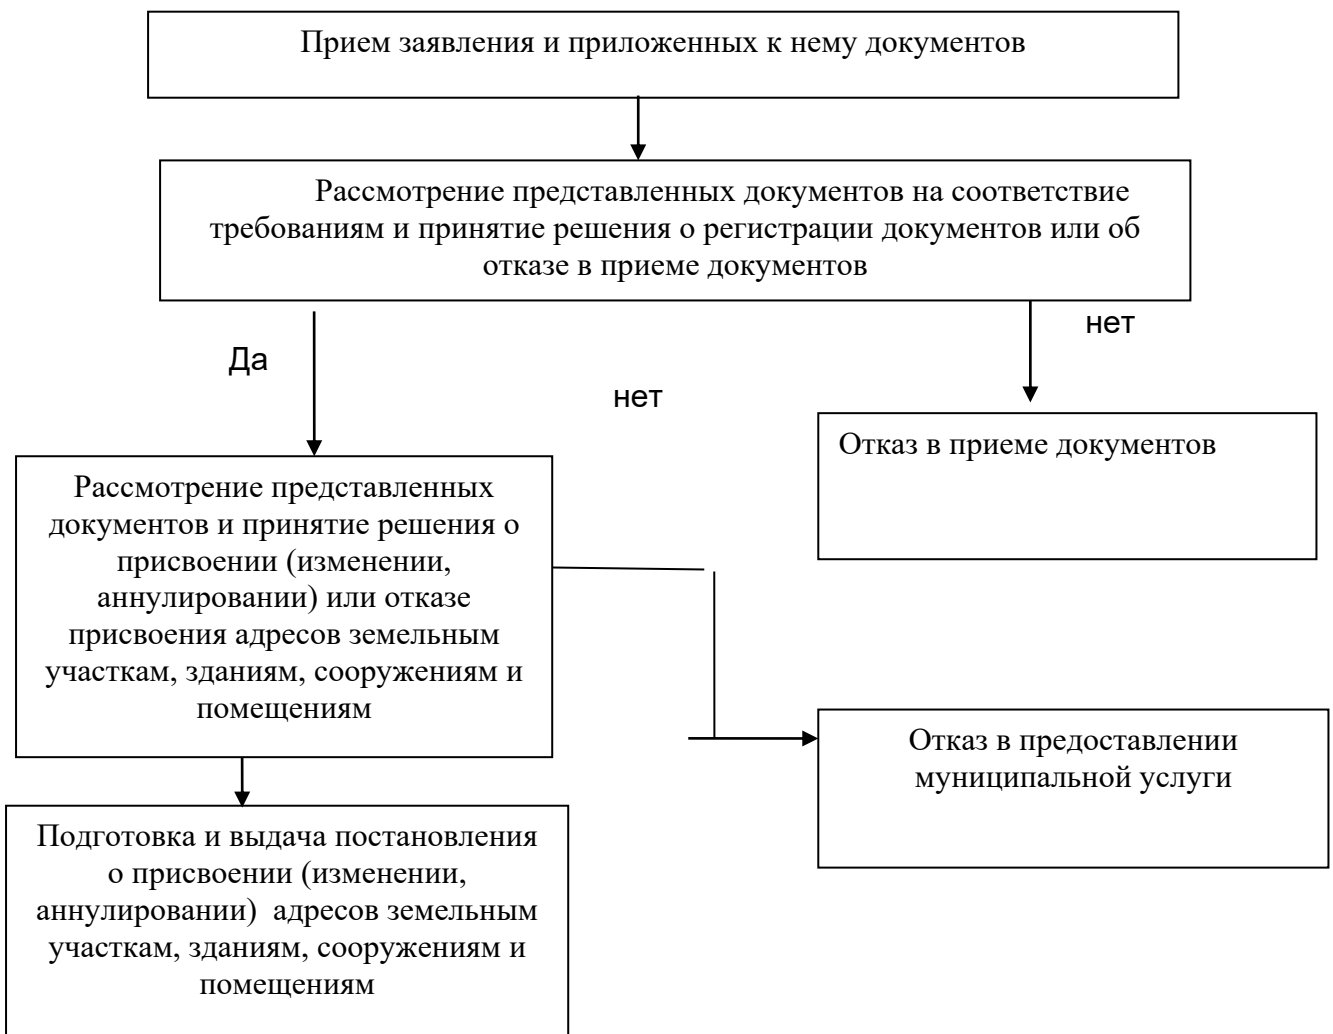 Прием заявления и приложенных к нему документов
Рассмотрение представленных документов на соответствие
требованиям и принятие решения о регистрации документов или об
отказе в приеме документов
нет
Да
нет
Отказ в приеме документов
Рассмотрение представленных
документов и принятие решения о
присвоении (изменении,
аннулировании) или отказе
присвоения адресов земельным
участкам, зданиям, сооружениям и
помещениям
Отказ в предоставлении
муниципальной услуги
Подготовка и выдача постановления
о присвоении (изменении,
аннулировании) адресов земельным
участкам, зданиям, сооружениям и
помещениям